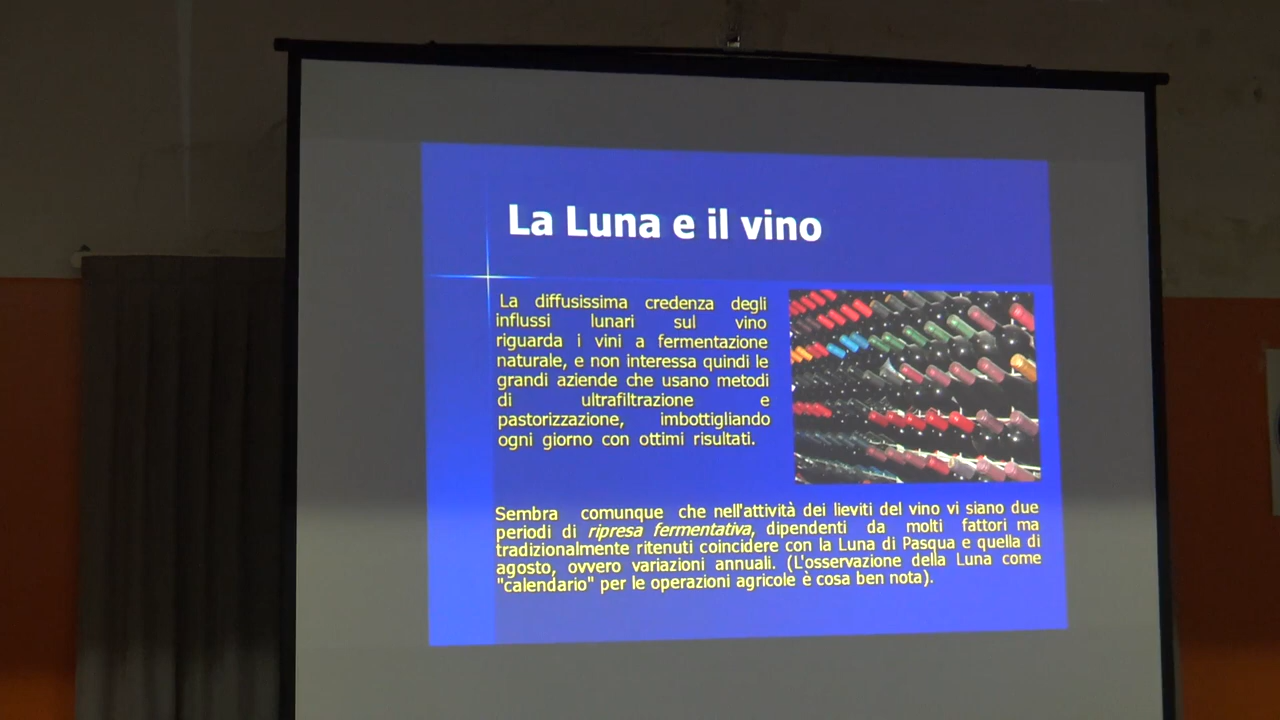 La Luna e il vino
La diffusissima credenza degli
influssi lunari sul vino
riguarda i vini a fermentazione
naturale, e non interessa quindi le
grandi aziende che usano metodi
di ultrafiltrazione e
pastorizzazione, imbottigliando
ogni giorno con ottimi risultati.
Sembra comunque che nell'attività dei lieviti del vino vi siano due
periodi di ripresa fermentativa, dipendenti da molti fattori ma
tradizionalmente ritenuti coincidere con la Luna di Pasqua e quella di
agosto, ovvero variazioni annuali. (L'osservazione della Luna come
"calendario" per le operazioni agricole è cosa ben nota).